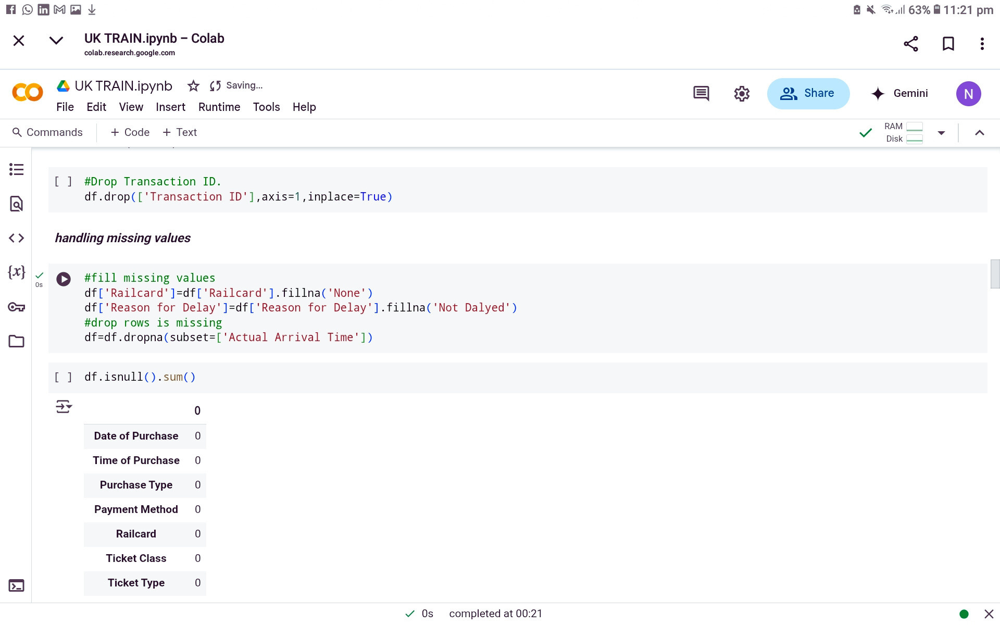 63% 11:21 pm
UK TRAIN.ipynb – Colab
colab.research.google.com
UK TRAIN.ipynb Saving...
File Edit View Insert Runtime Tools Help
Share
Gemini
N
Commands + Code + Text
RAM
Disk
[ ] #Drop Transaction ID.
df.drop(['Transaction ID'],axis=1,inplace=True)
handling missing values
0s
#fill missing values
df['Railcard']=df['Railcard'].fillna('None')
df['Reason for Delay']=df['Reason for Delay'].fillna('Not Dalyed')
#drop rows is missing
df=df.dropna(subset=['Actual Arrival Time'])
[ ] df.isnull().sum()
0
Date of Purchase 0
Time of Purchase 0
Purchase Type 0
Payment Method 0
Railcard 0
Ticket Class 0
Ticket Type 0
0s completed at 00:21